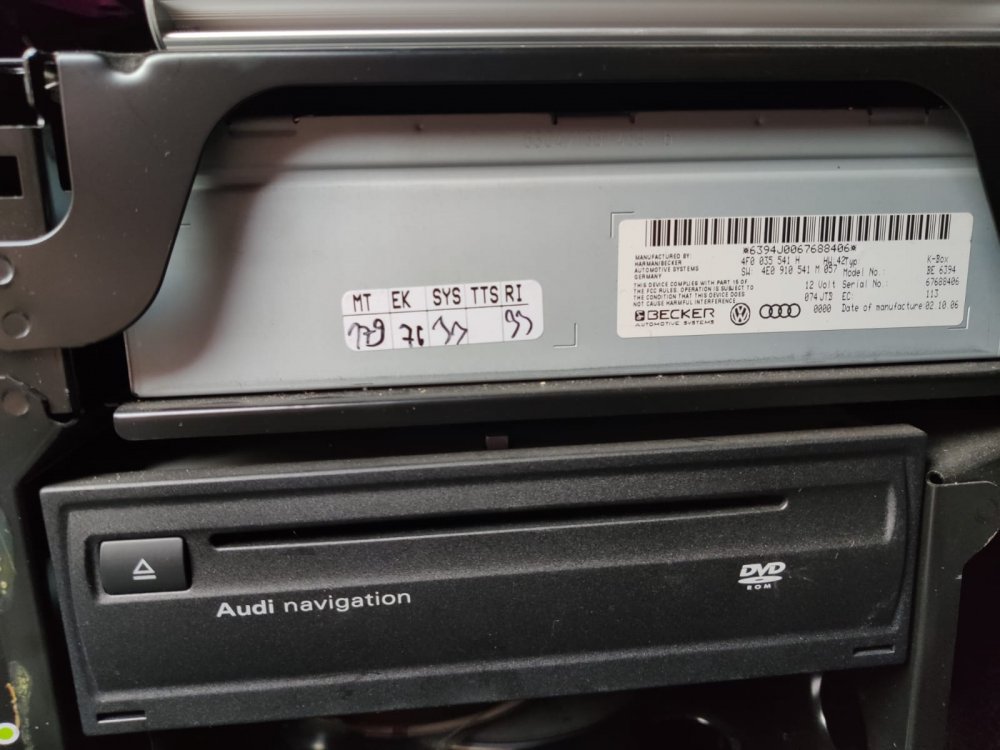 *6394J0067688406*
MANUFACTURED BY:
HARMAN/BECKER
AUTOMOTIVE SYSTEMS
GERMANY
THIS DEVICE COMPLIES WITH PART 15 OF
THE FCC RULES. OPERATION IS SUBJECT TO
THE CONDITION THAT THIS DEVICE DOES
NOT CAUSE HARMFUL INTERFERENCE.
BECKER
AUTOMOTIVE SYSTEMS
4F0 035 541 H HW 42Typ K-Box
SW: 4E0 910 541 M 057 Model No.: BE 6394
12 Volt Serial No.: 67688406
074JTB EC 113
0000 Date of manufacture: 02.10.06
MT EK SYS TTS RI
Audi navigation
DVD
ROM